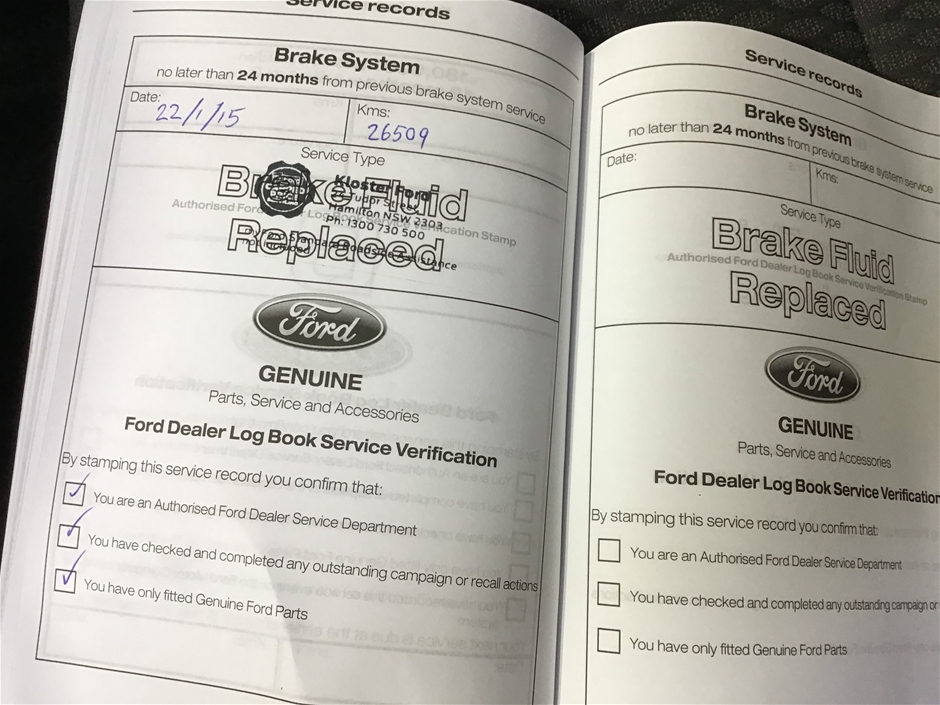 Service records
Brake System
no later than 24 months from previous brake system service
Date:
22/1/15
Kms:
26509
Service Type
Brake Fluid
Kloster Ford
Tudor Street
Hamilton NSW 2303
Authorised Ford Log Book Service Verification Stamp
Ph: 1300 730 500
Replaced
Standard Roadside Assistance
not included
Ford
GENUINE
Parts, Service and Accessories
Ford Dealer Log Book Service Verification
By stamping this service record you confirm that:
You are an Authorised Ford Dealer Service Department
You have checked and completed any outstanding campaign or recall actions
You have only fitted Genuine Ford Parts
Service records
Brake System
no later than 24 months from previous brake system service
Date:
Kms:
Service Type
Brake Fluid
Authorised Ford Dealer Log Book Service Verification Stamp
Replaced
Ford
GENUINE
Parts, Service and Accessories
Ford Dealer Log Book Service Verification
By stamping this service record you confirm that:
You are an Authorised Ford Dealer Service Department
You have checked and completed any outstanding campaign or
You have only fitted Genuine Ford Parts